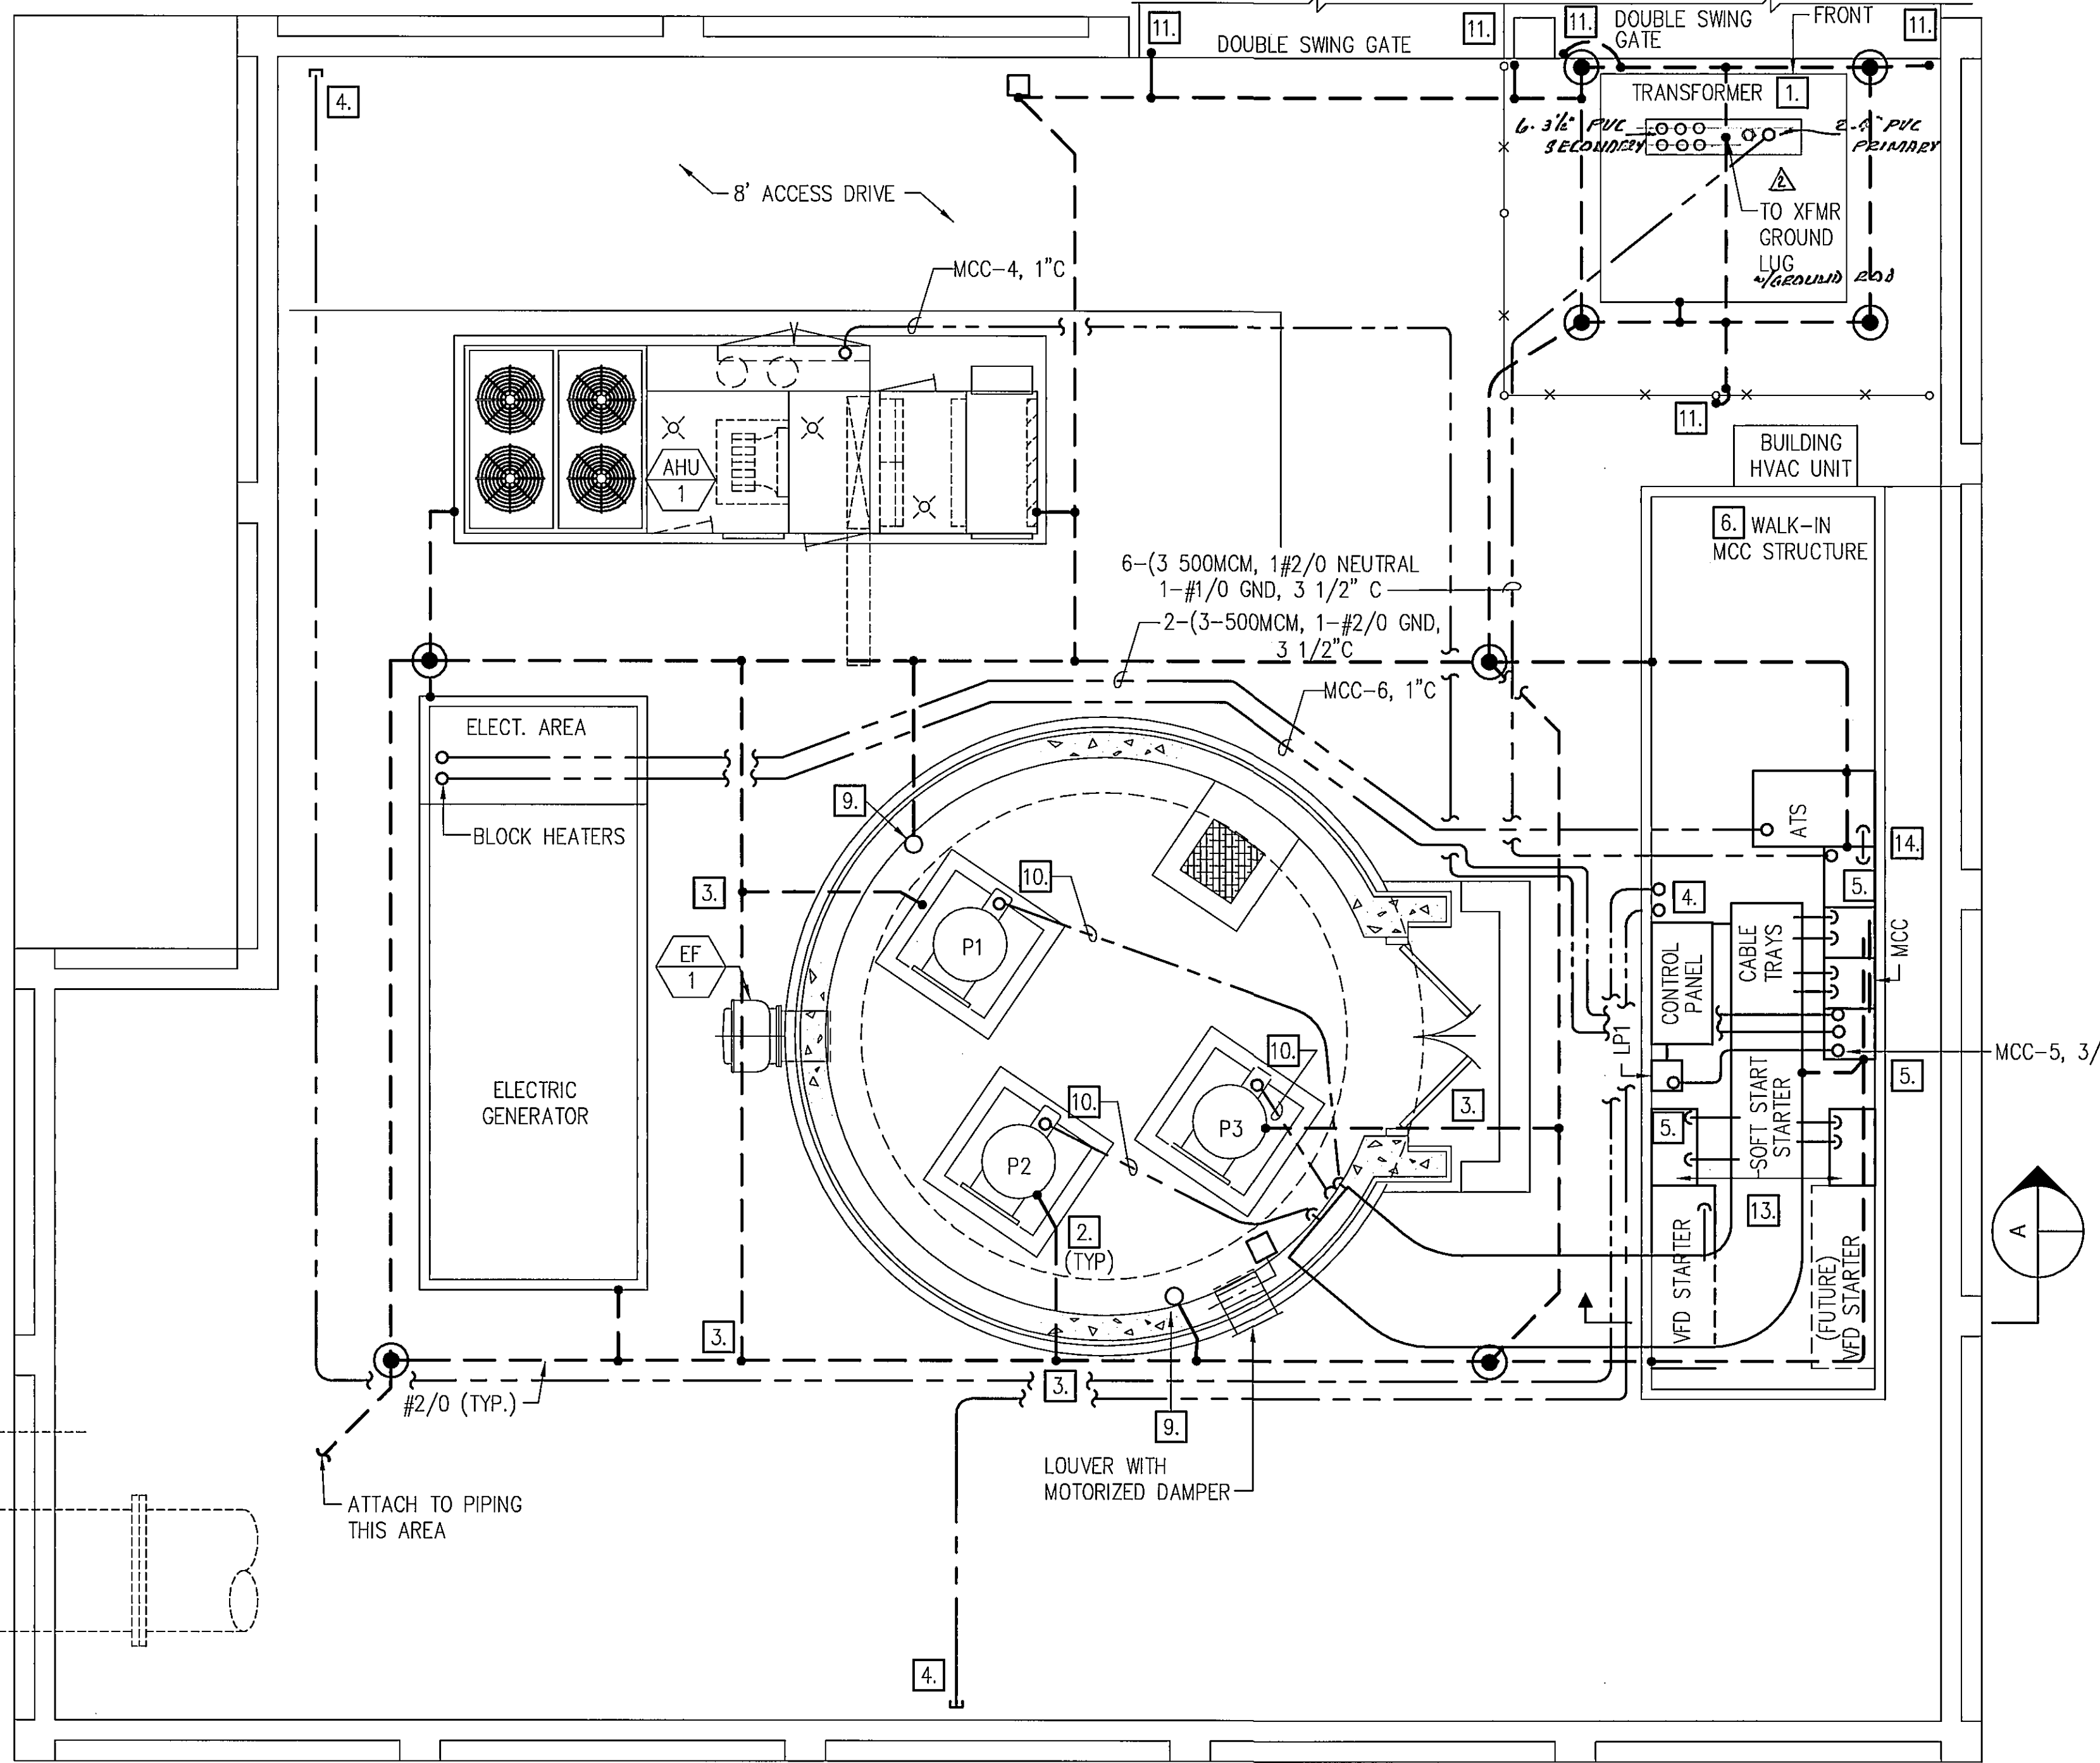 11.
DOUBLE SWING GATE
11.
11.
DOUBLE SWING
GATE
FRONT
11.
4.
TRANSFORMER
1.
6- 3 1/2" PVC
SECONDERY
PVC
PRIMARY
8' ACCESS DRIVE
2
TO XFMR
GROUND
LUG
W/GROUND ROD
MCC-4, 1"C
11.
BUILDING
HVAC UNIT
AHU
1
6.
WALK-IN
MCC STRUCTURE
6-(3 500MCM, 1#2/0 NEUTRAL
1-#1/0 GND, 3 1/2" C
2-(3-500MCM, 1-#2/0 GND,
3 1/2"C
MCC-6, 1"C
ELECT. AREA
BLOCK HEATERS
9.
ATS
14.
10.
3.
5.
4.
P1
EF
1
CABLE
TRAYS
MCC
CONTROL
PANEL
LP1
MCC-5, 3/
10.
5.
ELECTRIC
GENERATOR
10.
3.
P3
5.
SOFT START
STARTER
P2
2.
(TYP)
13.
VFD STARTER
(FUTURE)
VFD STARTER
A
3.
3.
#2/0 (TYP.)
9.
LOUVER WITH
MOTORIZED DAMPER
ATTACH TO PIPING
THIS AREA
4.